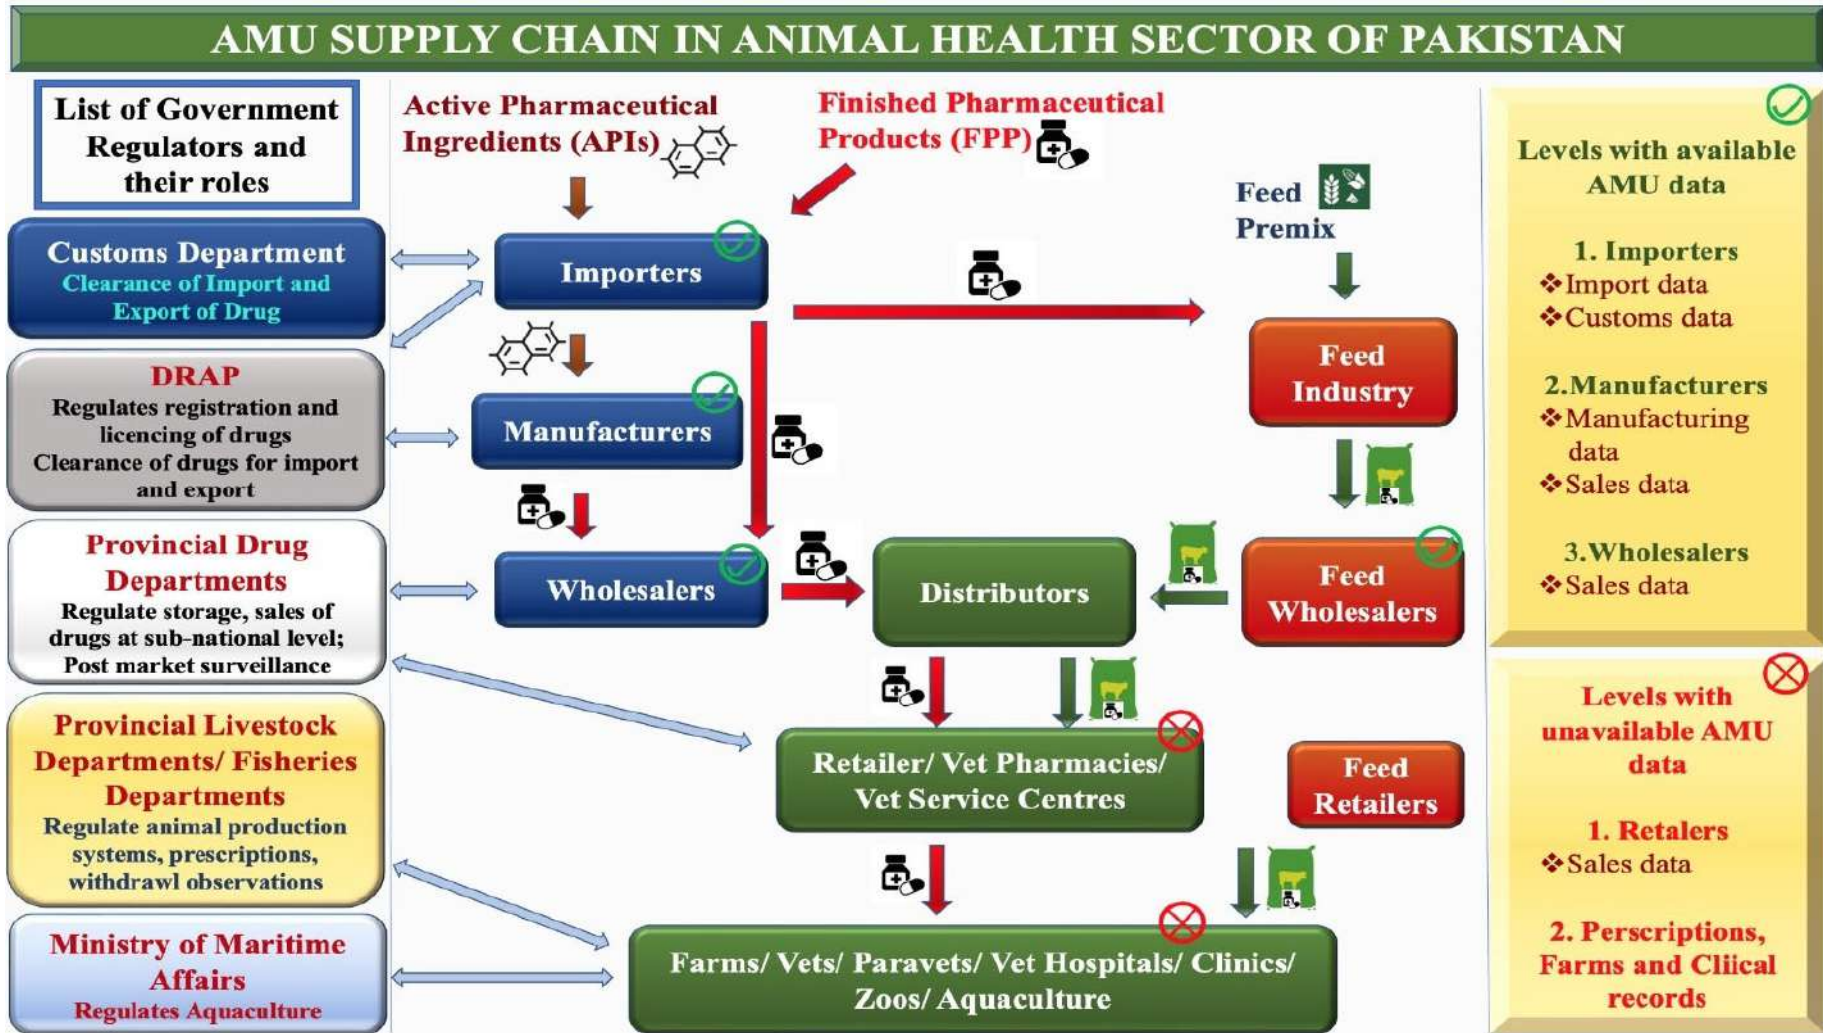 AMU SUPPLY CHAIN IN ANIMAL HEALTH SECTOR OF PAKISTAN
List of Government
Regulators and
their roles
Customs Department
Clearance of Import and
Export of Drug
DRAP
Regulates registration and
licencing of drugs
Clearance of drugs for import
and export
Provincial Drug
Departments
Regulate storage, sales of
drugs at sub-national level;
Post market surveillance
Provincial Livestock
Departments/ Fisheries
Departments
Regulate animal production
systems, prescriptions,
withdrawl observations
Ministry of Maritime
Affairs
Regulates Aquaculture
Active Pharmaceutical
Ingredients (APIs)
Finished Pharmaceutical
Products (FPP)
Feed
Premix
Importers
Feed
Industry
Manufacturers
Wholesalers
Distributors
Feed
Wholesalers
Retailer/ Vet Pharmacies/
Vet Service Centres
Feed
Retailers
Farms/ Vets/ Paravets/ Vet Hospitals/ Clinics/
Zoos/ Aquaculture
Levels with available
AMU data
1. Importers
❖Import data
❖Customs data
2.Manufacturers
❖Manufacturing
data
❖Sales data
3.Wholesalers
❖Sales data
Levels with
unavailable AMU
data
1. Retalers
❖Sales data
2. Perscriptions,
Farms and Cliical
records